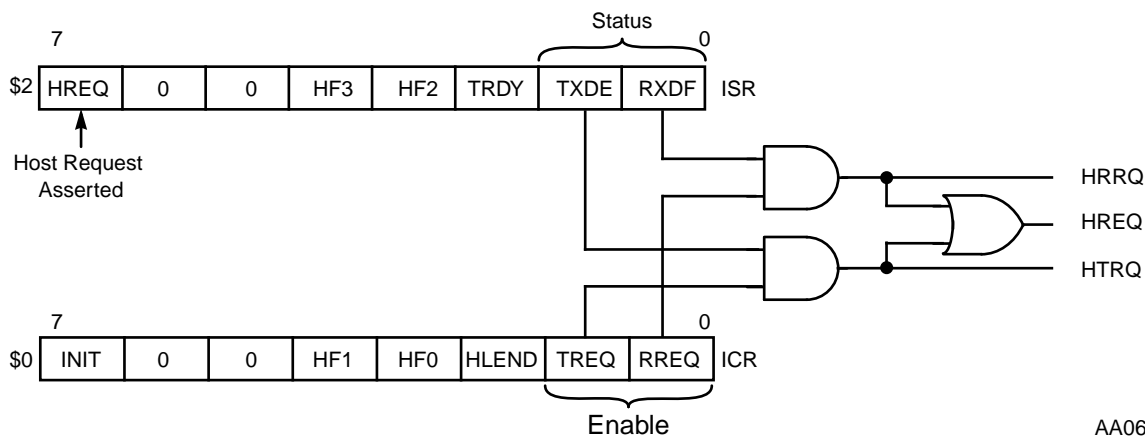 Status
7 0
$2 HREQ 0 0 HF3 HF2 TRDY TXDE RXDF ISR
Host Request
Asserted
HRRQ
HREQ
HTRQ
7 0
$0 INIT 0 0 HF1 HF0 HLEND TREQ RREQ ICR
Enable
AA06